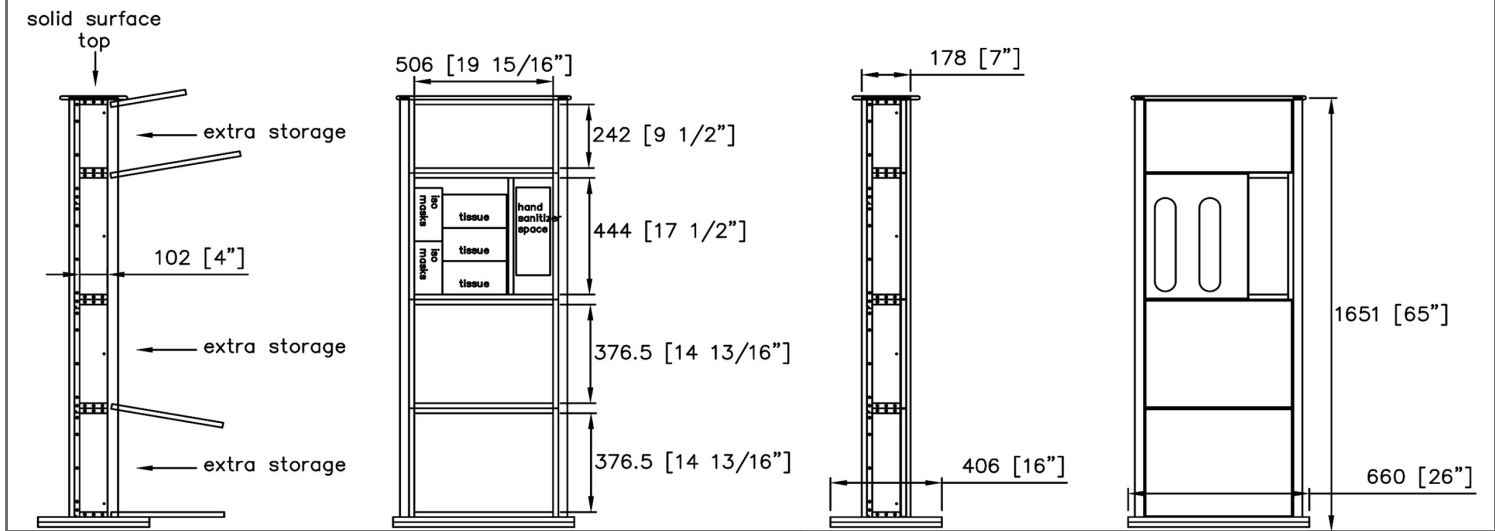 solid surface
top
extra storage
102 [4”]
extra storage
extra storage
506 [19 15/16”]
242 [9 1/2”]
iso
masks
iso
masks
tissue
tissue
tissue
hand
sanitizer
space
444 [17 1/2”]
376.5 [14 13/16”]
376.5 [14 13/16”]
178 [7”]
406 [16”]
1651 [65”]
660 [26”]